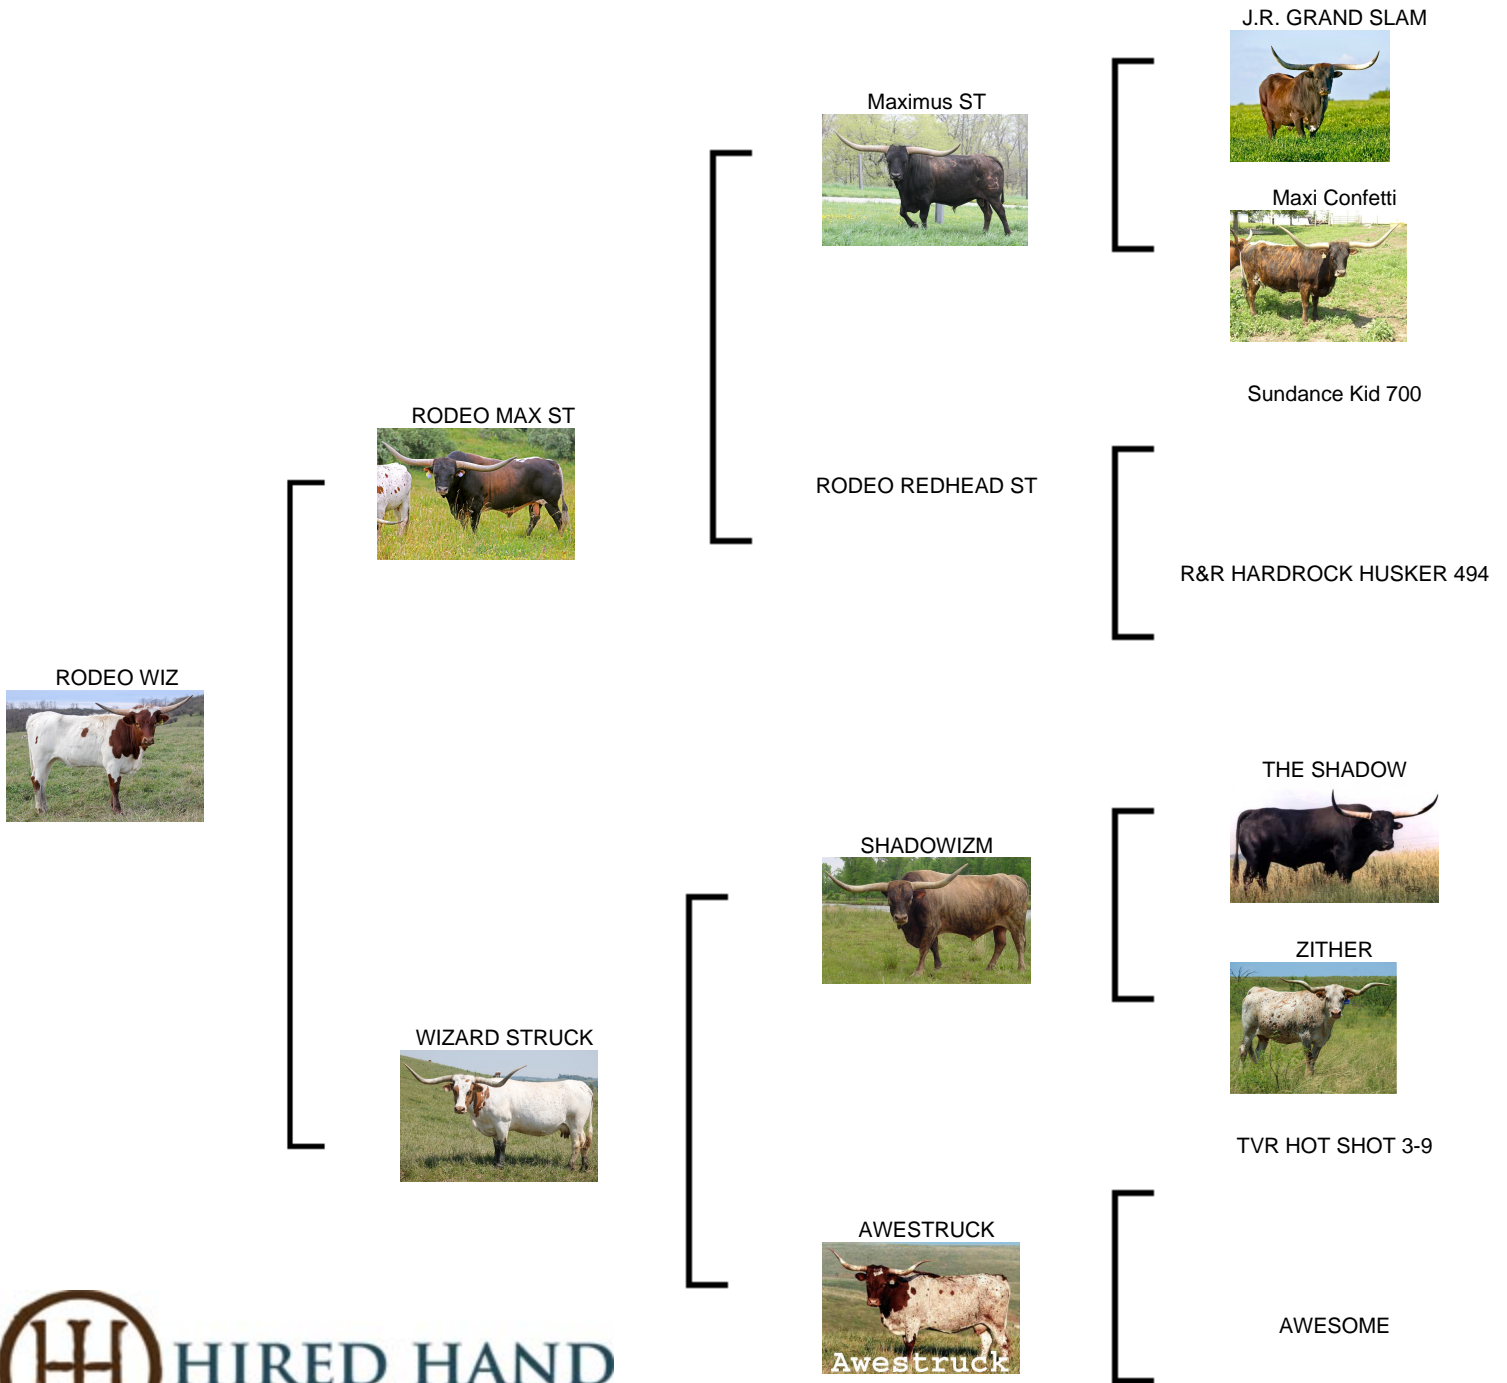 J.R. GRAND SLAM
Maximus ST
Maxi Confetti
Sundance Kid 700
RODEO MAX ST
RODEO REDHEAD ST
R&R HARDROCK HUSKER 494
RODEO WIZ
THE SHADOW
SHADOWIZM
ZITHER
WIZARD STRUCK
TVR HOT SHOT 3-9
AWESTRUCK
Awestruck
AWESOME
HIRED HAND